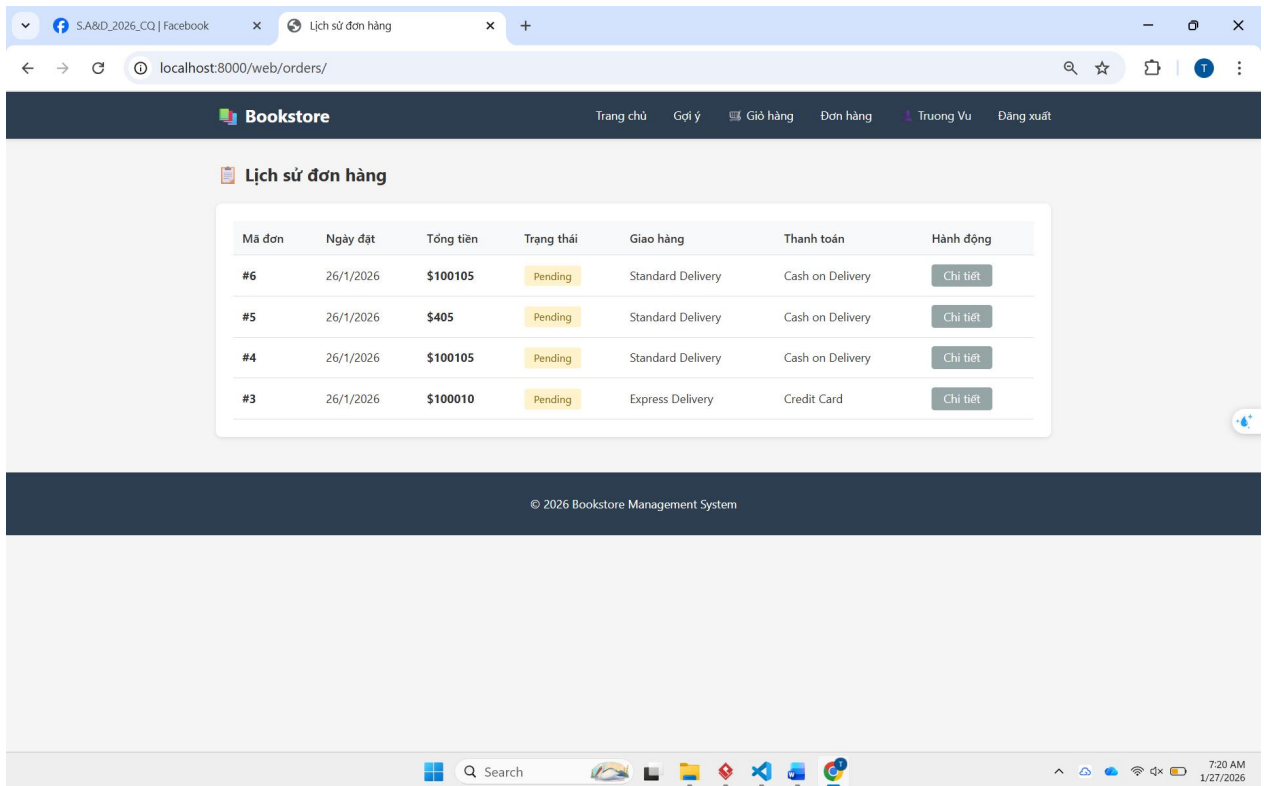 S.A&D_2026_CQ | Facebook
Lịch sử đơn hàng
localhost:8000/web/orders/
T
Bookstore
Trang chủ Gợi ý Giỏ hàng Đơn hàng Truong Vu Đăng xuất
Lịch sử đơn hàng
Mã đơn Ngày đặt Tổng tiền Trạng thái Giao hàng Thanh toán Hành động
#6 26/1/2026 $100105 Pending Standard Delivery Cash on Delivery Chi tiết
#5 26/1/2026 $405 Pending Standard Delivery Cash on Delivery Chi tiết
#4 26/1/2026 $100105 Pending Standard Delivery Cash on Delivery Chi tiết
#3 26/1/2026 $100010 Pending Express Delivery Credit Card Chi tiết
© 2026 Bookstore Management System
Search
7:20 AM
1/27/2026